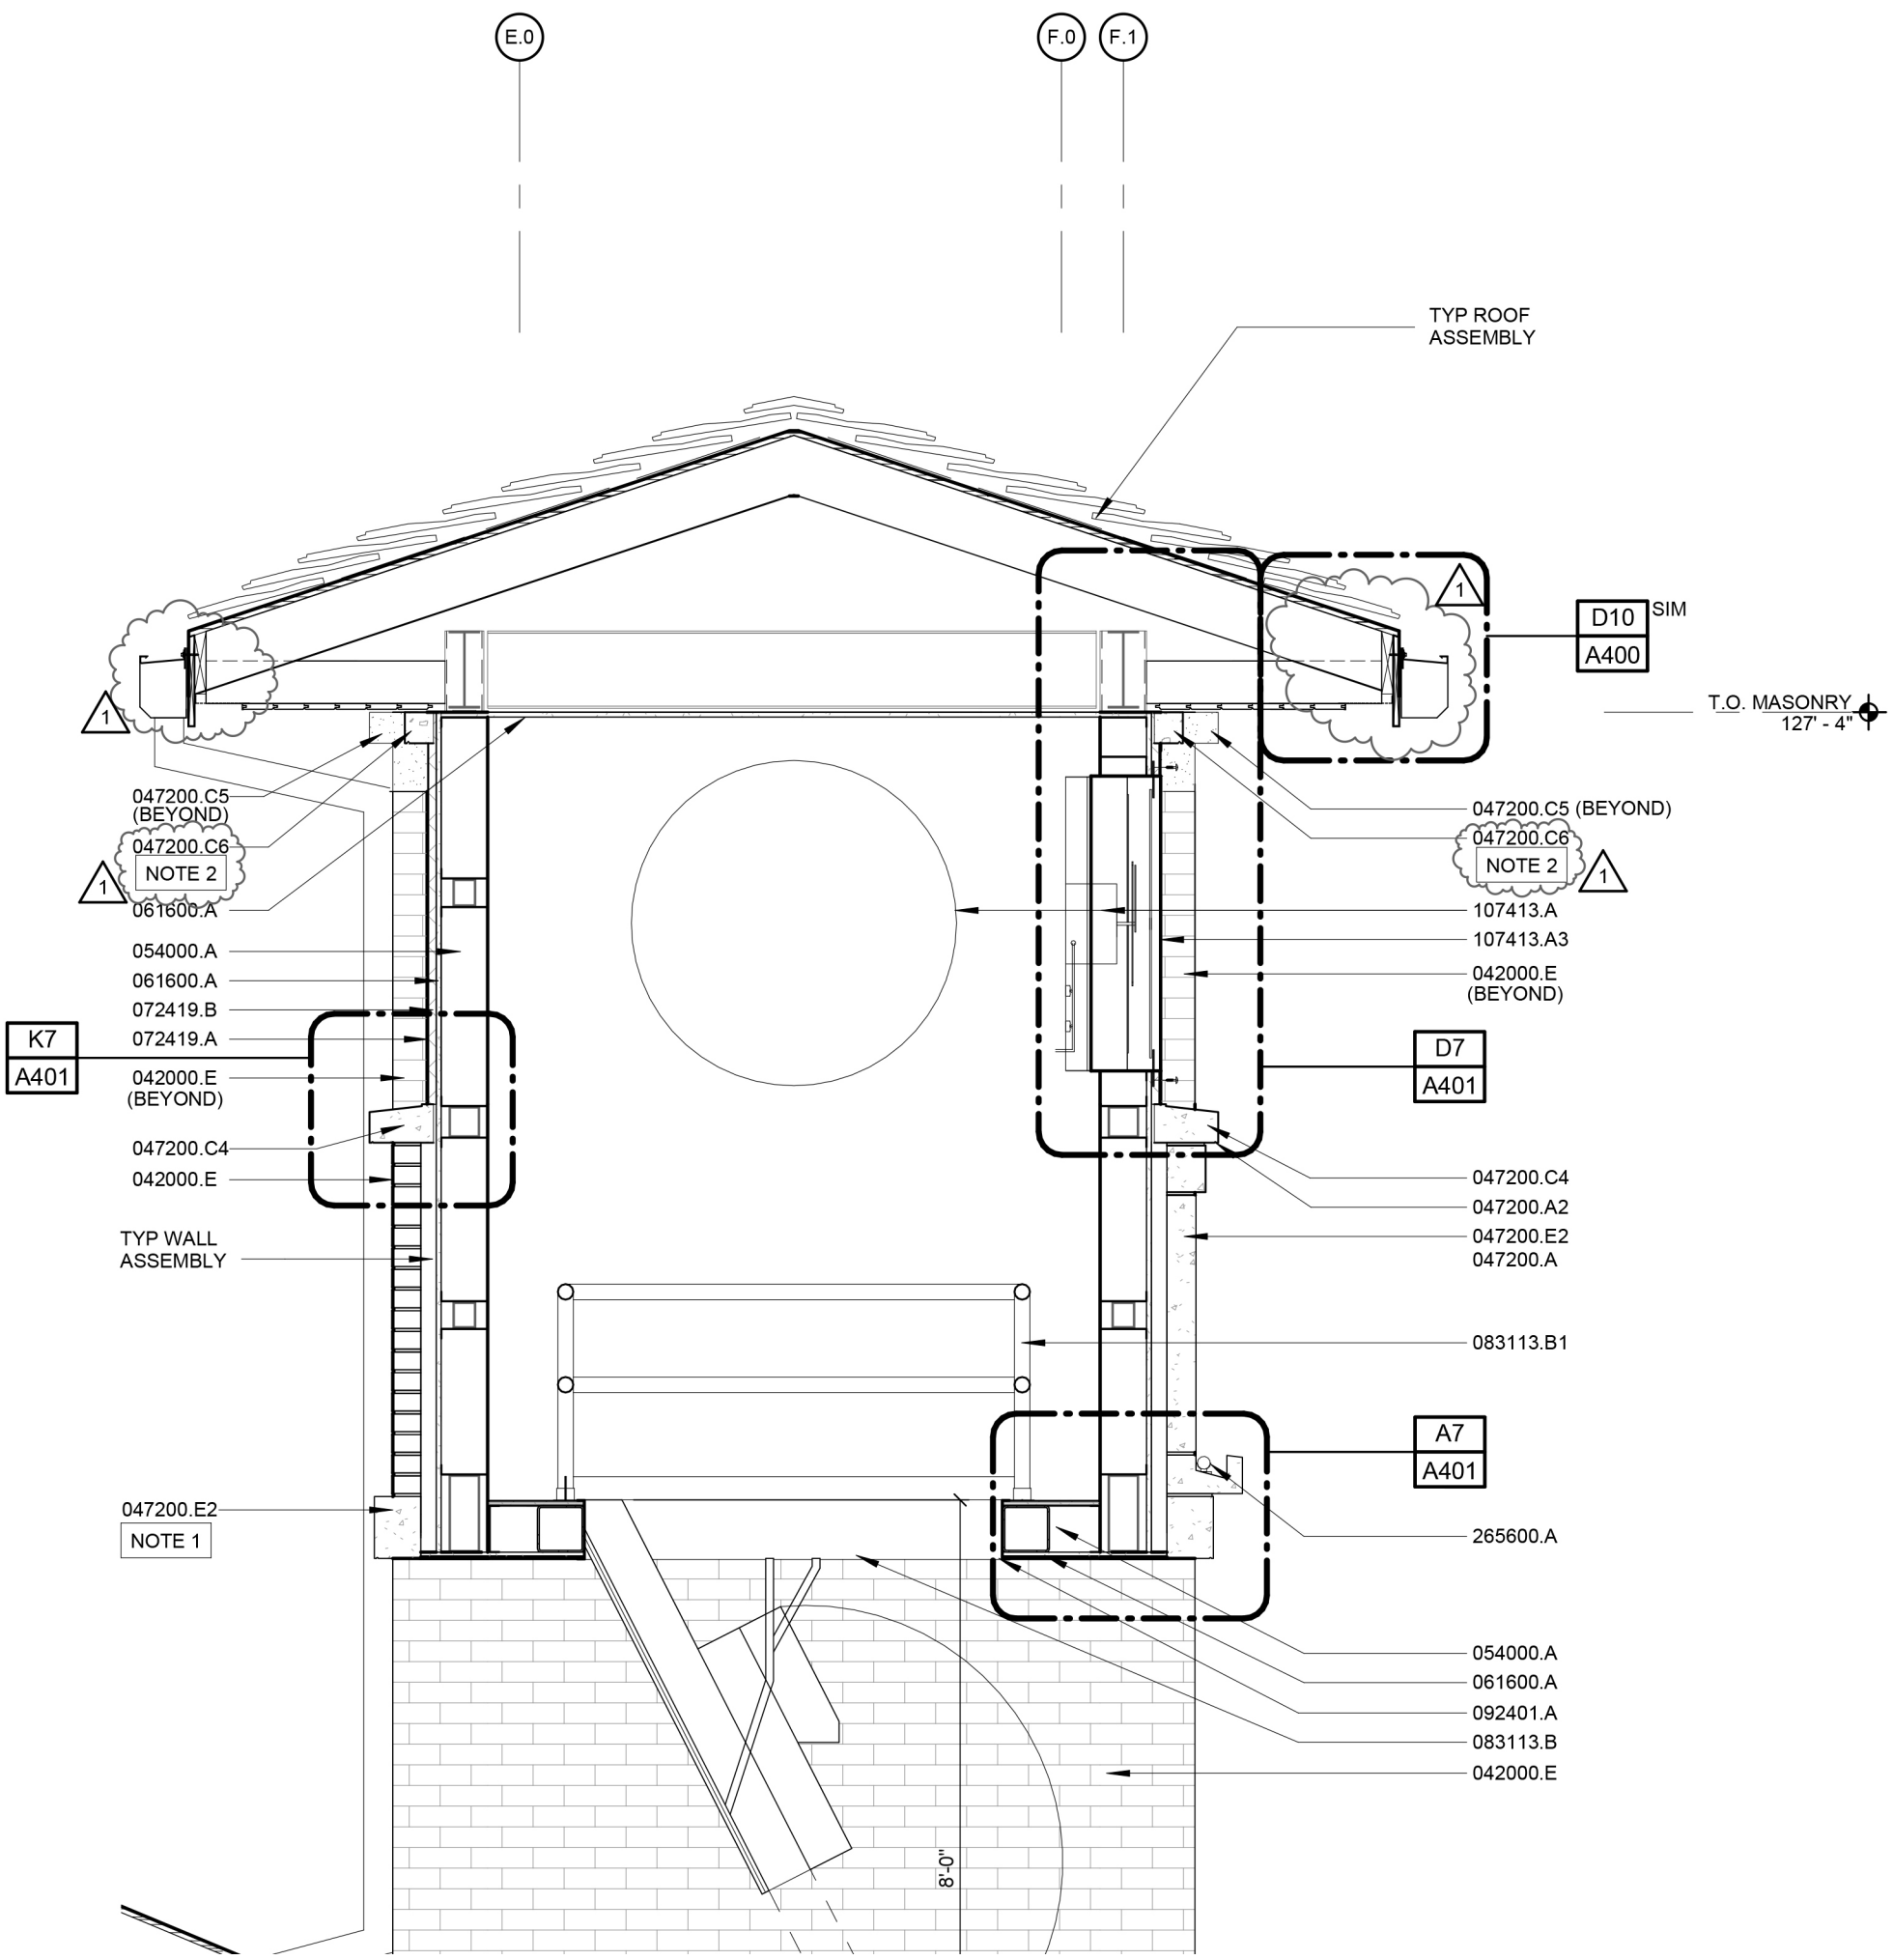 E.0
F.0
F.1
TYP ROOF
ASSEMBLY
1
D10
SIM
A400
T.O. MASONRY
127' - 4"
1
047200.C5
(BEYOND)
047200.C6
NOTE 2
1
061600.A
054000.A
061600.A
072419.B
072419.A
K7
A401
042000.E
(BEYOND)
047200.C4
042000.E
TYP WALL
ASSEMBLY
047200.E2
NOTE 1
047200.C5 (BEYOND)
047200.C6
NOTE 2
1
107413.A
107413.A3
042000.E
(BEYOND)
D7
A401
047200.C4
047200.A2
047200.E2
047200.A
083113.B1
A7
A401
265600.A
054000.A
061600.A
092401.A
083113.B
042000.E
8'-0"